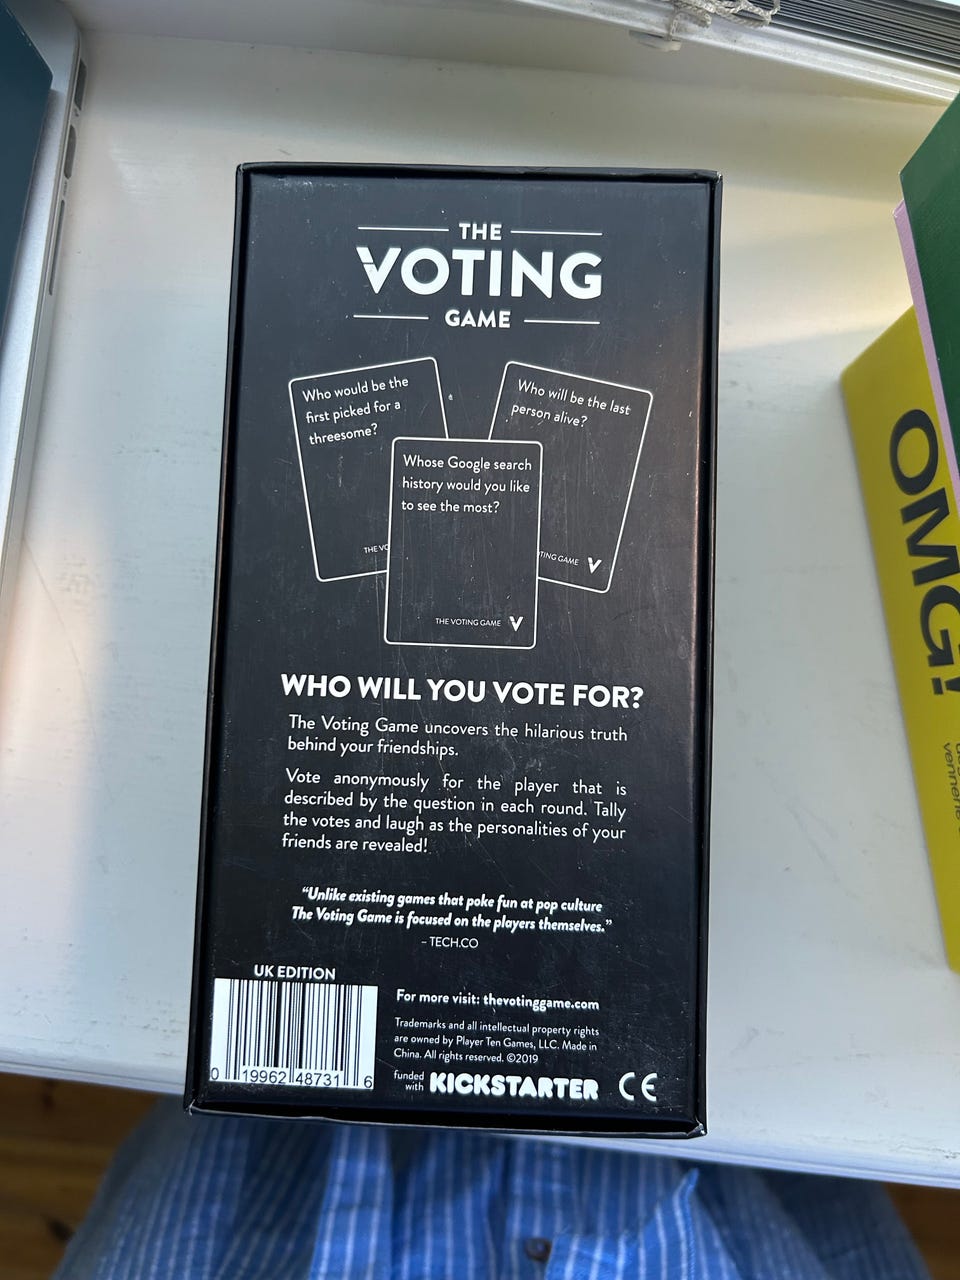 THE
VOTING
GAME
Who would be the
first picked for a
threesome?
THE VO
Who will be the last
person alive?
TING GAME V
Whose Google search
history would you like
to see the most?
THE VOTING GAME V
WHO WILL YOU VOTE FOR?
The Voting Game uncovers the hilarious truth
behind your friendships.
Vote anonymously for the player that is
described by the question in each round. Tally
the votes and laugh as the personalities of your
friends are revealed!
“Unlike existing games that poke fun at pop culture
The Voting Game is focused on the players themselves.”
– TECH.CO
UK EDITION
0 19962 48731 6
For more visit: thevotinggame.com
Trademarks and all intellectual property rights
are owned by Player Ten Games, LLC. Made in
China. All rights reserved. ©2019
funded
with KICKSTARTER CE
OMG!